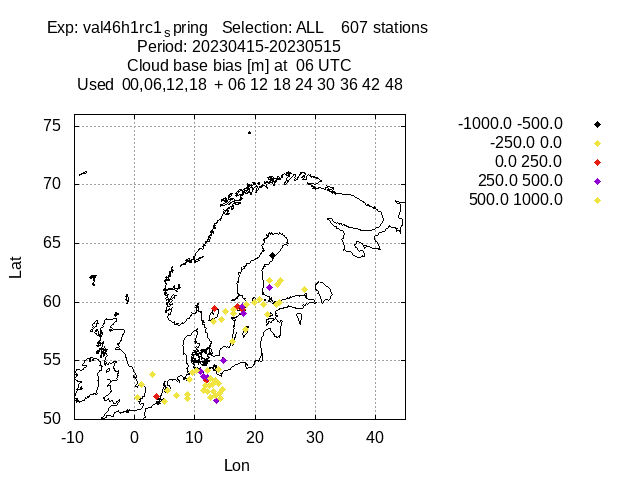 Exp: val46h1rc1spring Selection: ALL 607 stations
Period: 20230415-20230515
Cloud base bias [m] at 06 UTC
Used 00,06,12,18 + 06 12 18 24 30 36 42 48
-1000.0 -500.0
-250.0 0.0
0.0 250.0
250.0 500.0
500.0 1000.0
75
70
65
60
55
50
Lat
-10 0 10 20 30 40
Lon